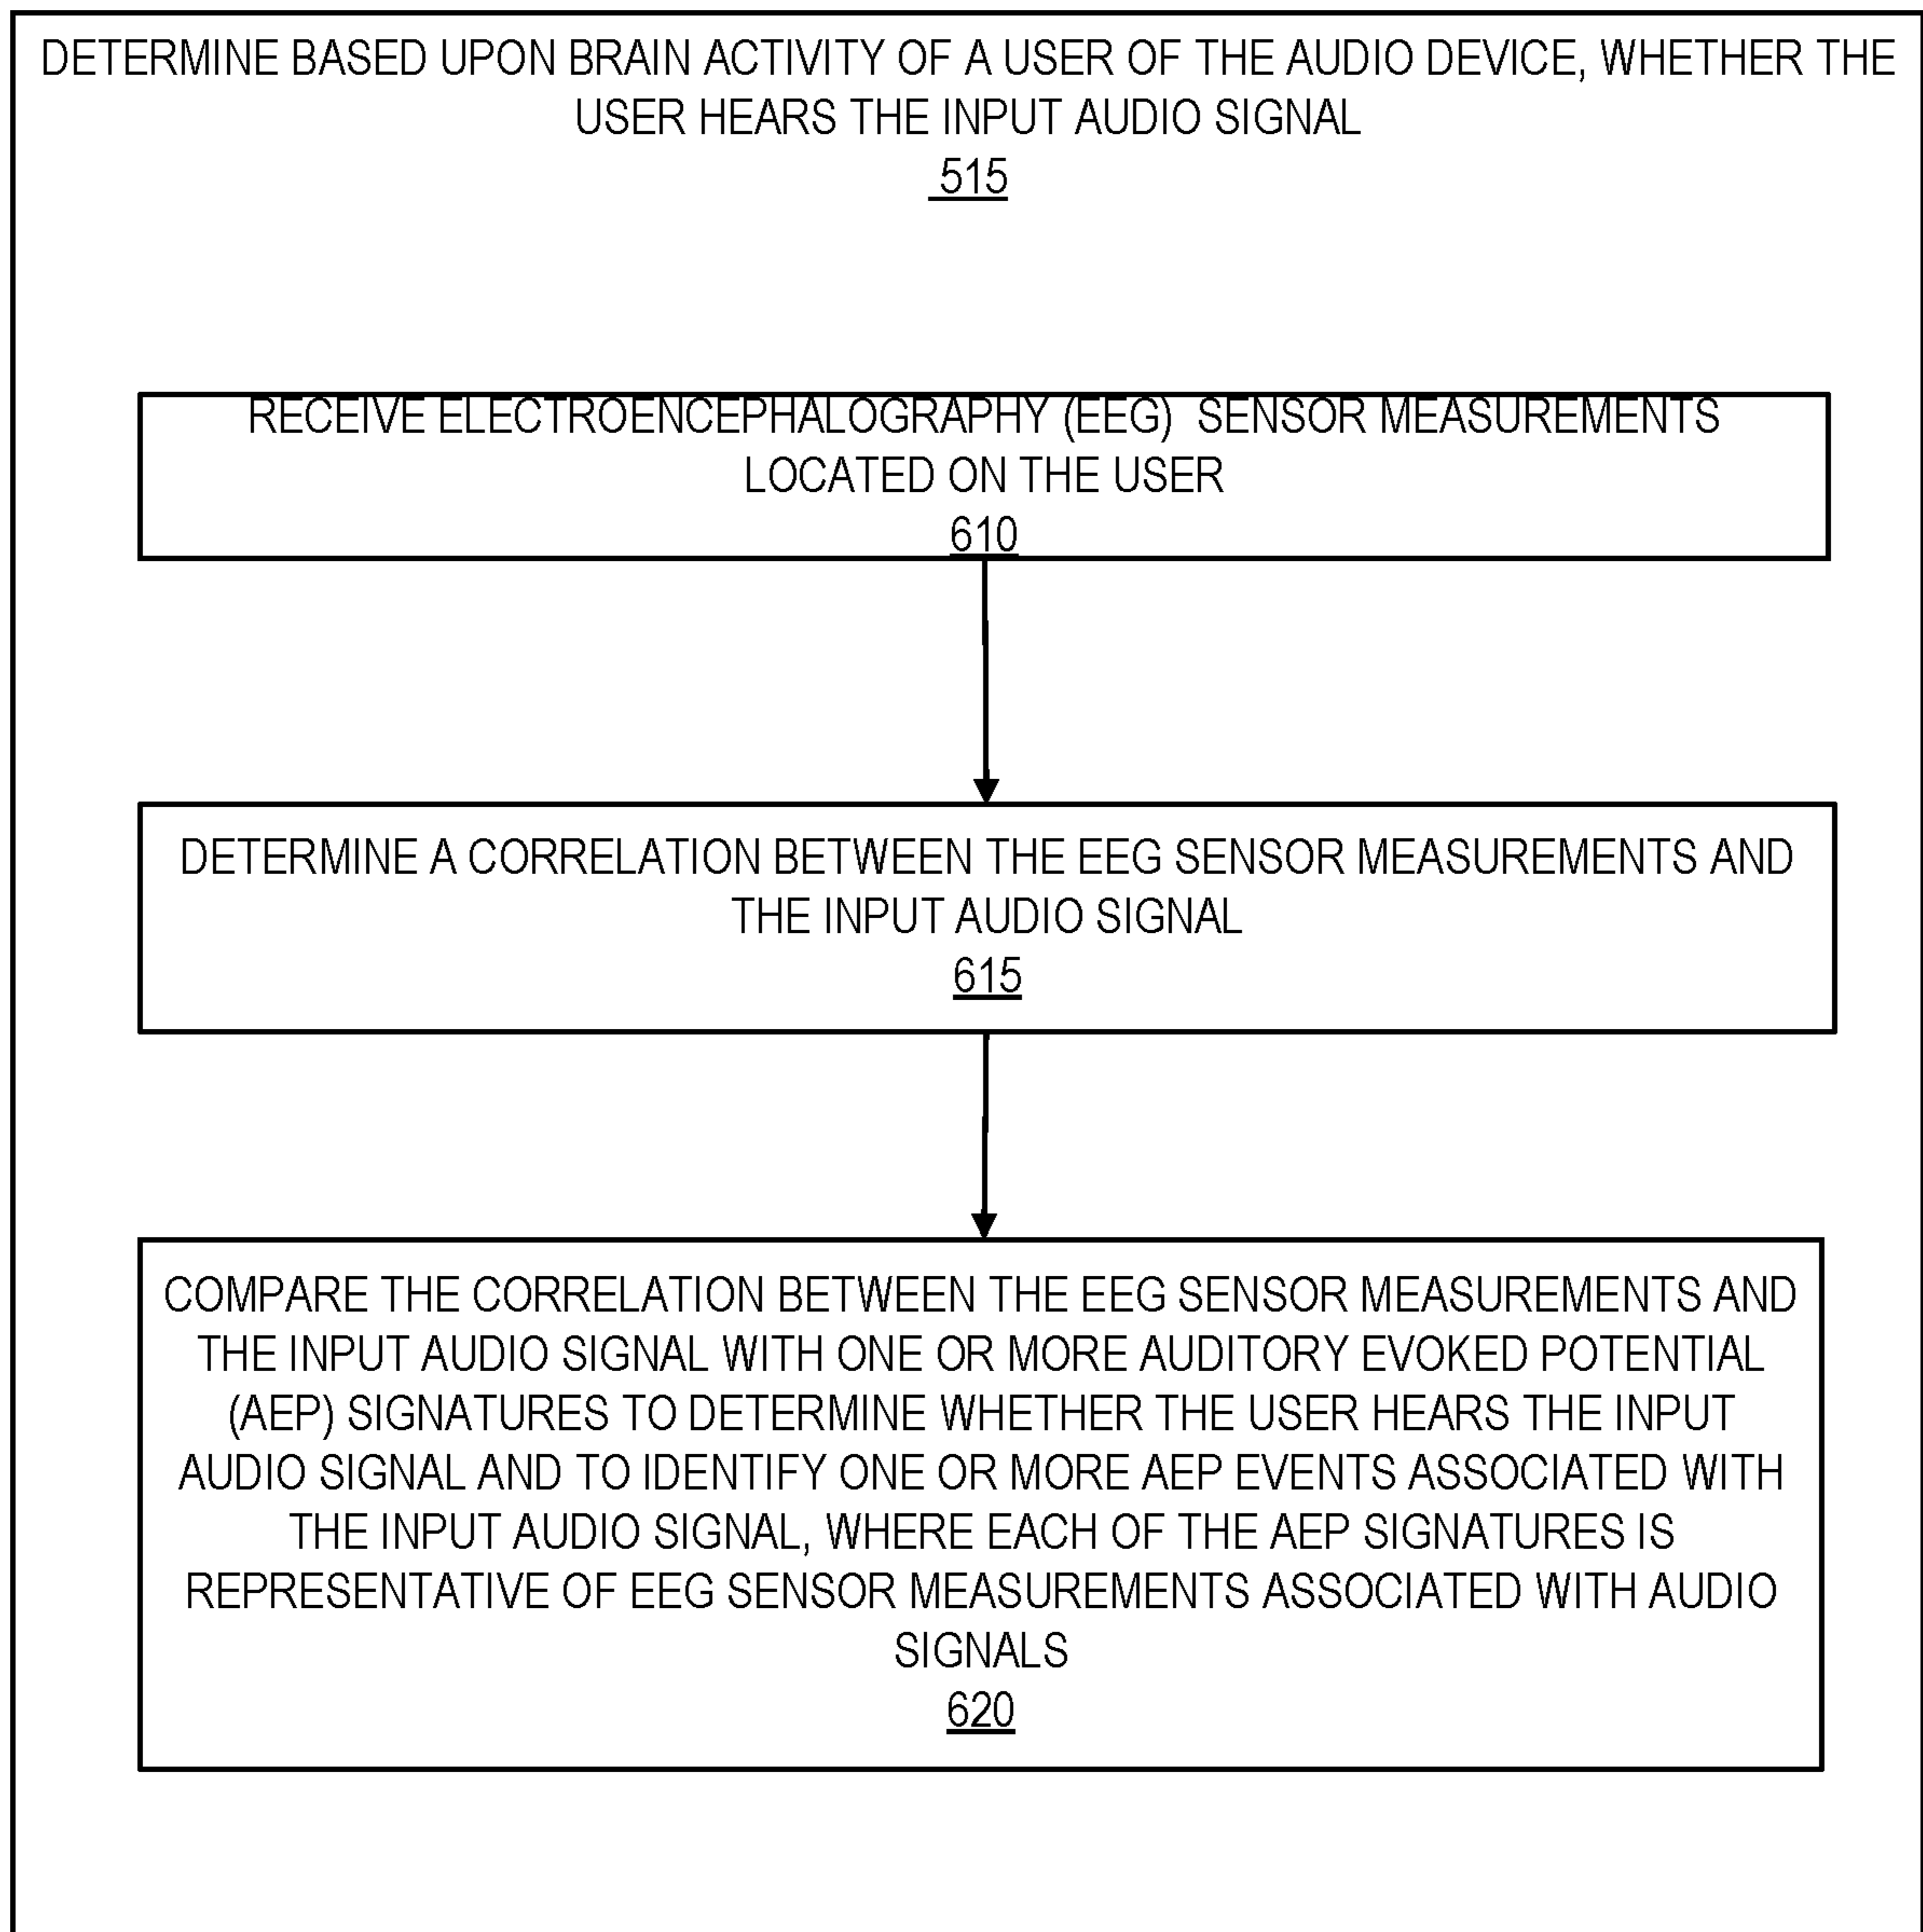 DETERMINE BASED UPON BRAIN ACTIVITY OF A USER OF THE AUDIO DEVICE, WHETHER THE
USER HEARS THE INPUT AUDIO SIGNAL
515
RECEIVE ELECTROENCEPHALOGRAPHY (EEG) SENSOR MEASUREMENTS
LOCATED ON THE USER
610
DETERMINE A CORRELATION BETWEEN THE EEG SENSOR MEASUREMENTS AND
THE INPUT AUDIO SIGNAL
615
COMPARE THE CORRELATION BETWEEN THE EEG SENSOR MEASUREMENTS AND
THE INPUT AUDIO SIGNAL WITH ONE OR MORE AUDITORY EVOKED POTENTIAL
(AEP) SIGNATURES TO DETERMINE WHETHER THE USER HEARS THE INPUT
AUDIO SIGNAL AND TO IDENTIFY ONE OR MORE AEP EVENTS ASSOCIATED WITH
THE INPUT AUDIO SIGNAL, WHERE EACH OF THE AEP SIGNATURES IS
REPRESENTATIVE OF EEG SENSOR MEASUREMENTS ASSOCIATED WITH AUDIO
SIGNALS
620